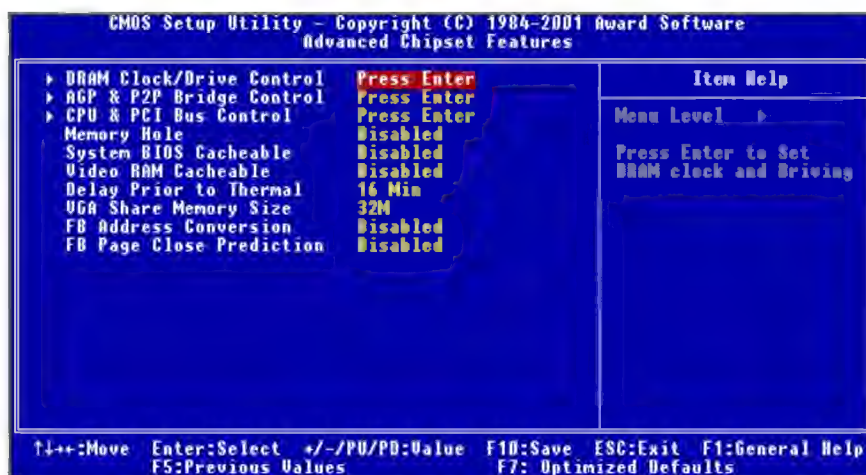 CMOS Setup Utility – Copyright (C) 1984-2001 Award Software
Advanced Chipset Features
▸ DRAM Clock/Drive Control Press Enter
▸ AGP & P2P Bridge Control Press Enter
▸ CPU & PCI Bus Control Press Enter
Memory Hole Disabled
System BIOS Cacheable Disabled
Video RAM Cacheable Disabled
Delay Prior to Thermal 16 Min
VGA Share Memory Size 32M
FB Address Conversion Disabled
FB Page Close Prediction Disabled
Item Help
Menu Level ▸
Press Enter to Set
DRAM clock and Driving
↑↓→←:Move Enter:Select +/-/PU/PD:Value F10:Save ESC:Exit F1:General Help
F5:Previous Values F7: Optimized Defaults